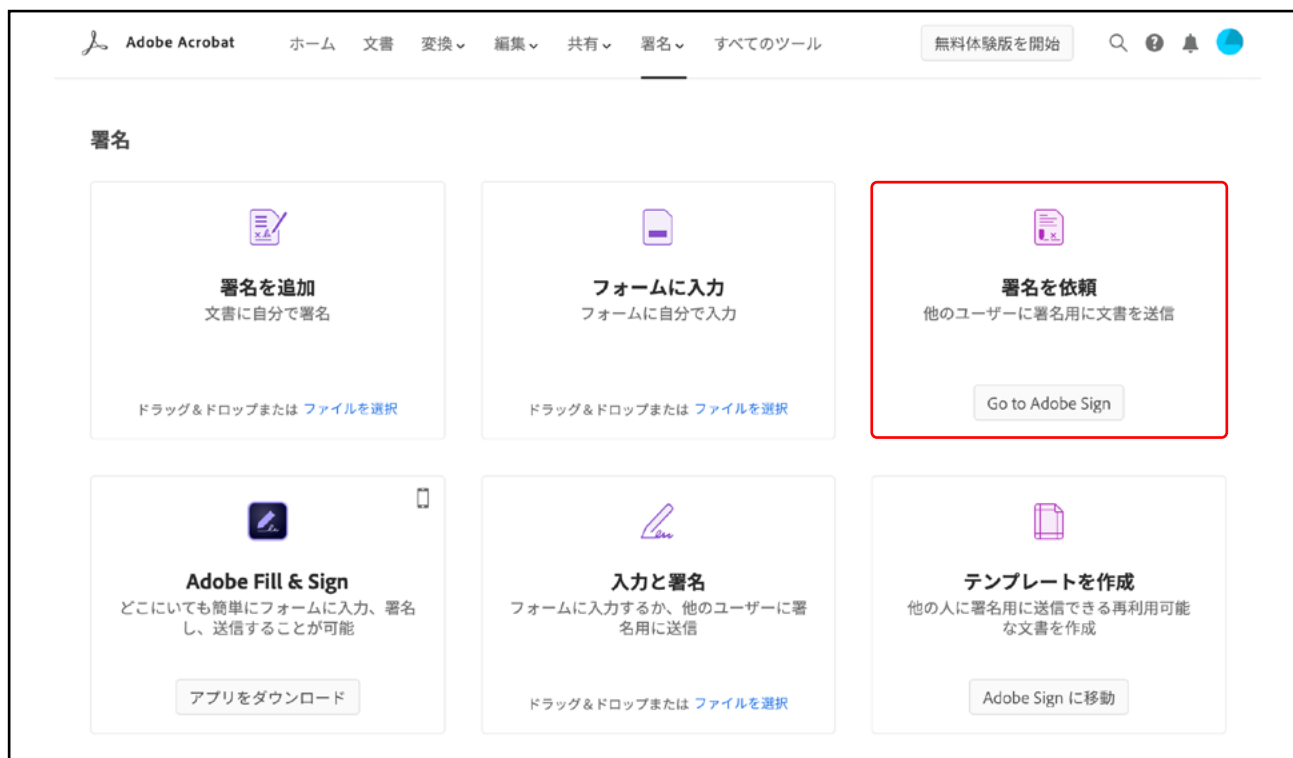 Adobe Acrobat ホーム 文書 変換 編集 共有 署名 すべてのツール 無料体験版を開始
署名
署名を追加
文書に自分で署名
ドラッグ&ドロップまたは ファイルを選択
フォームに入力
フォームに自分で入力
ドラッグ&ドロップまたは ファイルを選択
署名を依頼
他のユーザーに署名用に文書を送信
Go to Adobe Sign
Adobe Fill & Sign
どこにいても簡単にフォームに入力、署名
し、送信することが可能
アプリをダウンロード
入力と署名
フォームに入力するか、他のユーザーに署
名用に送信
ドラッグ&ドロップまたは ファイルを選択
テンプレートを作成
他の人に署名用に送信できる再利用可能
な文書を作成
Adobe Sign に移動